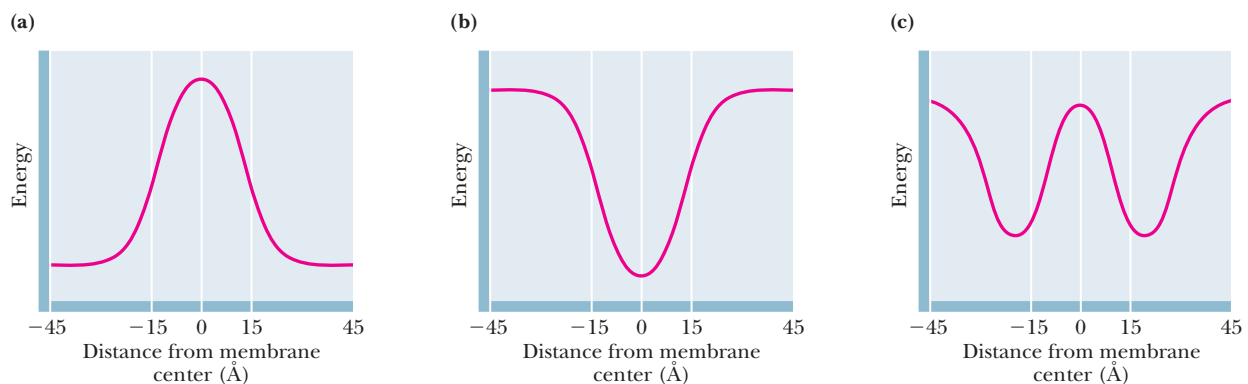 (a)
Energy
−45 −15 0 15 45
Distance from membrane
center (Å)
(b)
Energy
−45 −15 0 15 45
Distance from membrane
center (Å)
(c)
Energy
−45 −15 0 15 45
Distance from membrane
center (Å)